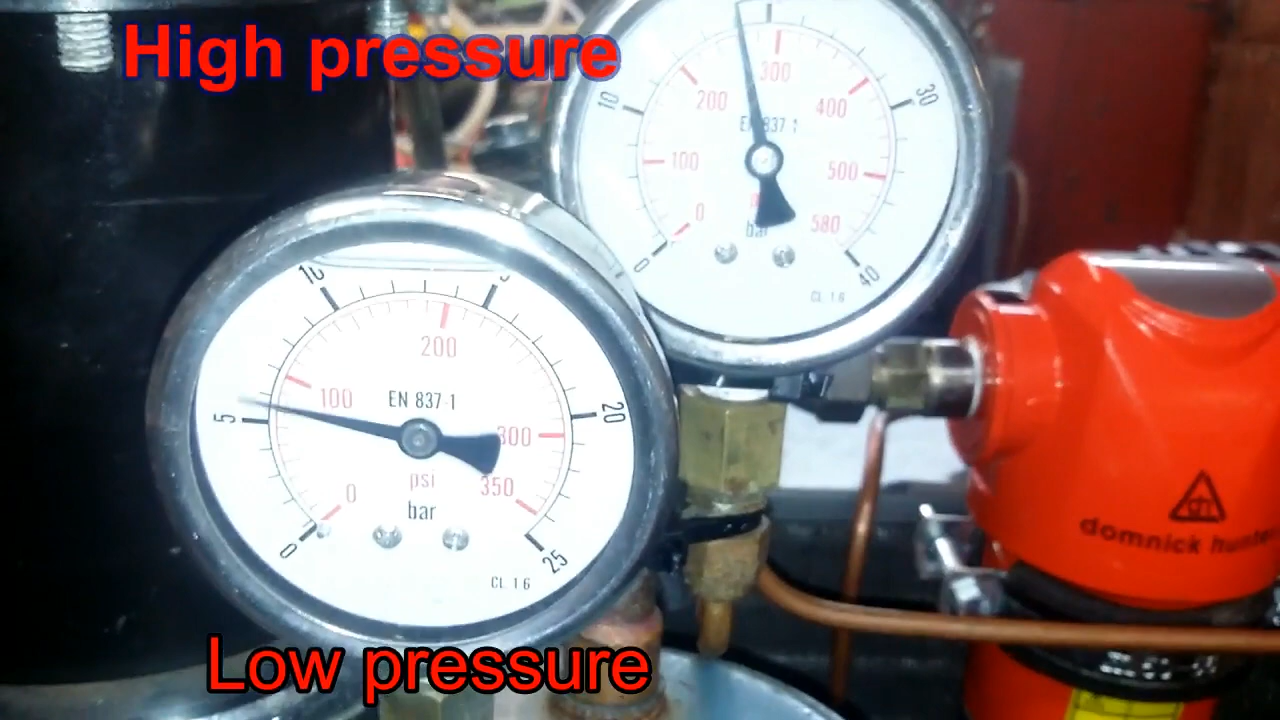 High pressure
300
200
400
10
30
EN 837-1
100
500
0
580
bar
0
40
CL 1.6
10
200
100
EN 837-1
20
5
300
psi
0
350
bar
0
25
CL 1.6
domnick hunter
Low pressure